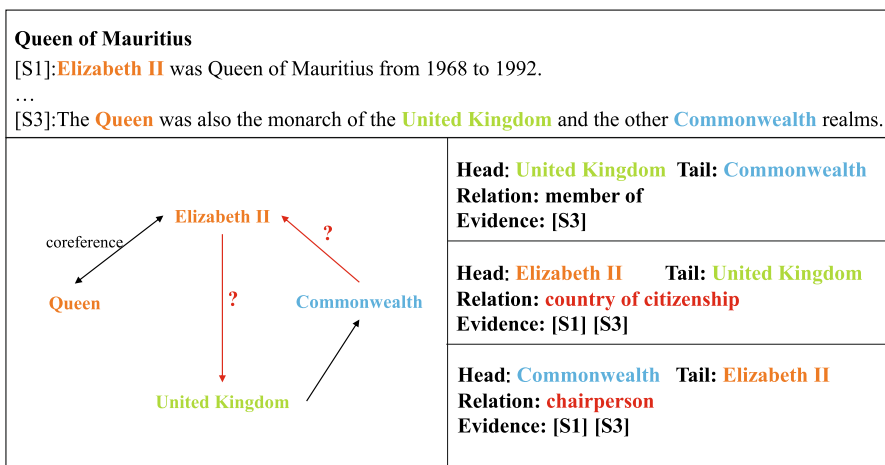 Queen of Mauritius
[S1]:Elizabeth II was Queen of Mauritius from 1968 to 1992.
…
[S3]:The Queen was also the monarch of the United Kingdom and the other Commonwealth realms.
Elizabeth II
coreference
?
?
Queen
Commonwealth
United Kingdom
Head: United Kingdom Tail: Commonwealth
Relation: member of
Evidence: [S3]
Head: Elizabeth II Tail: United Kingdom
Relation: country of citizenship
Evidence: [S1] [S3]
Head: Commonwealth Tail: Elizabeth II
Relation: chairperson
Evidence: [S1] [S3]